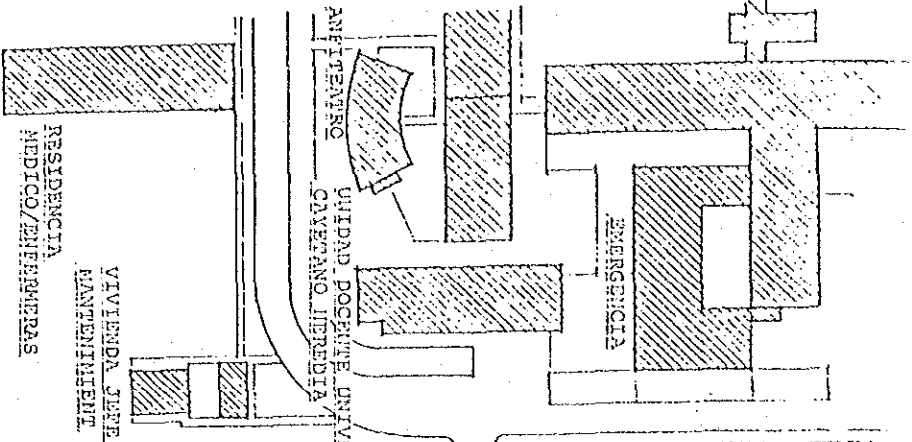 ANFITEATRO
EMERGENCIA
UNIDAD DOCENTE UNIV
CAYETANO HEREDIA
RESIDENCIA
MEDICO/ENFERMERAS
VIVIENDA JEFE
MANTENIMIENT